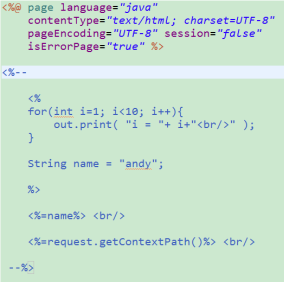 <%@ page language="java"
contentType="text/html; charset=UTF-8"
pageEncoding="UTF-8" session="false"
isErrorPage="true" %>
<%--
<%
for(int i=1; i<10; i++){
out.print( "i = "+ i+"<br/>" );
}
String name = "andy";
%>
<%=name%> <br/>
<%=request.getContextPath()%> <br/>
--%>